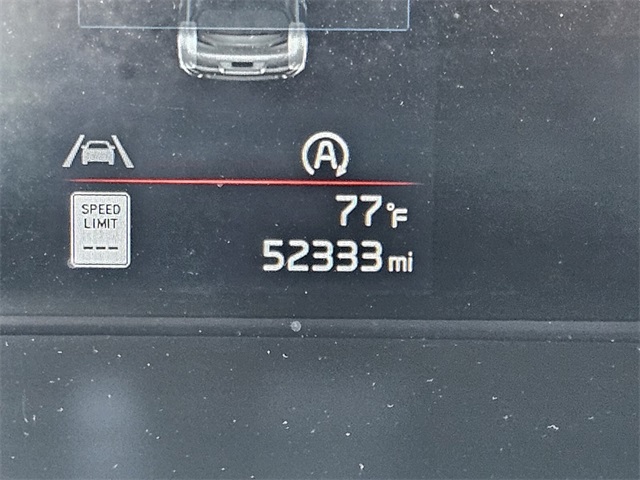 A
SPEED
LIMIT
---
77°F
52333 mi